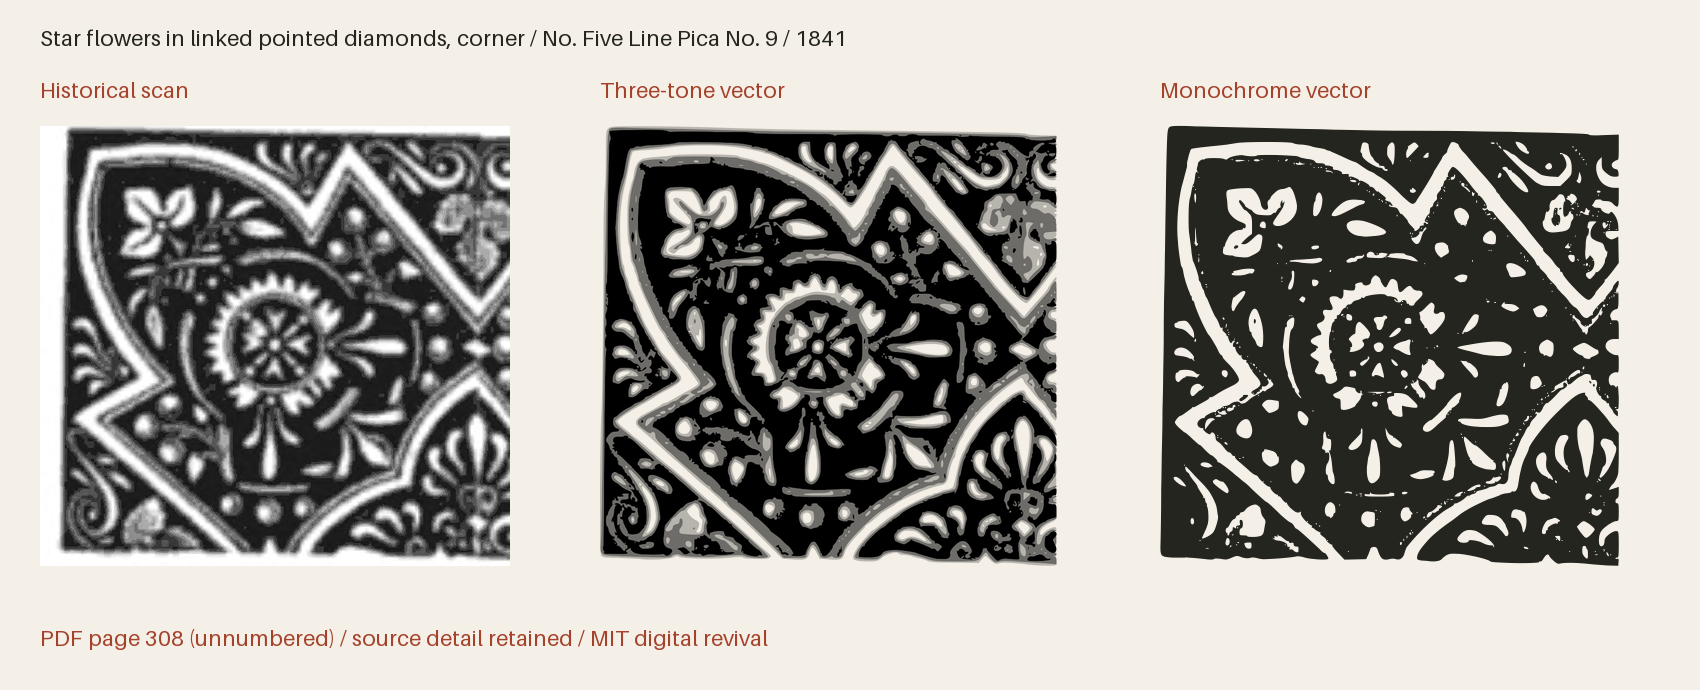 Star flowers in linked pointed diamonds, corner / No. Five Line Pica No. 9 / 1841
Historical scan
Three-tone vector
Monochrome vector
PDF page 308 (unnumbered) / source detail retained / MIT digital revival